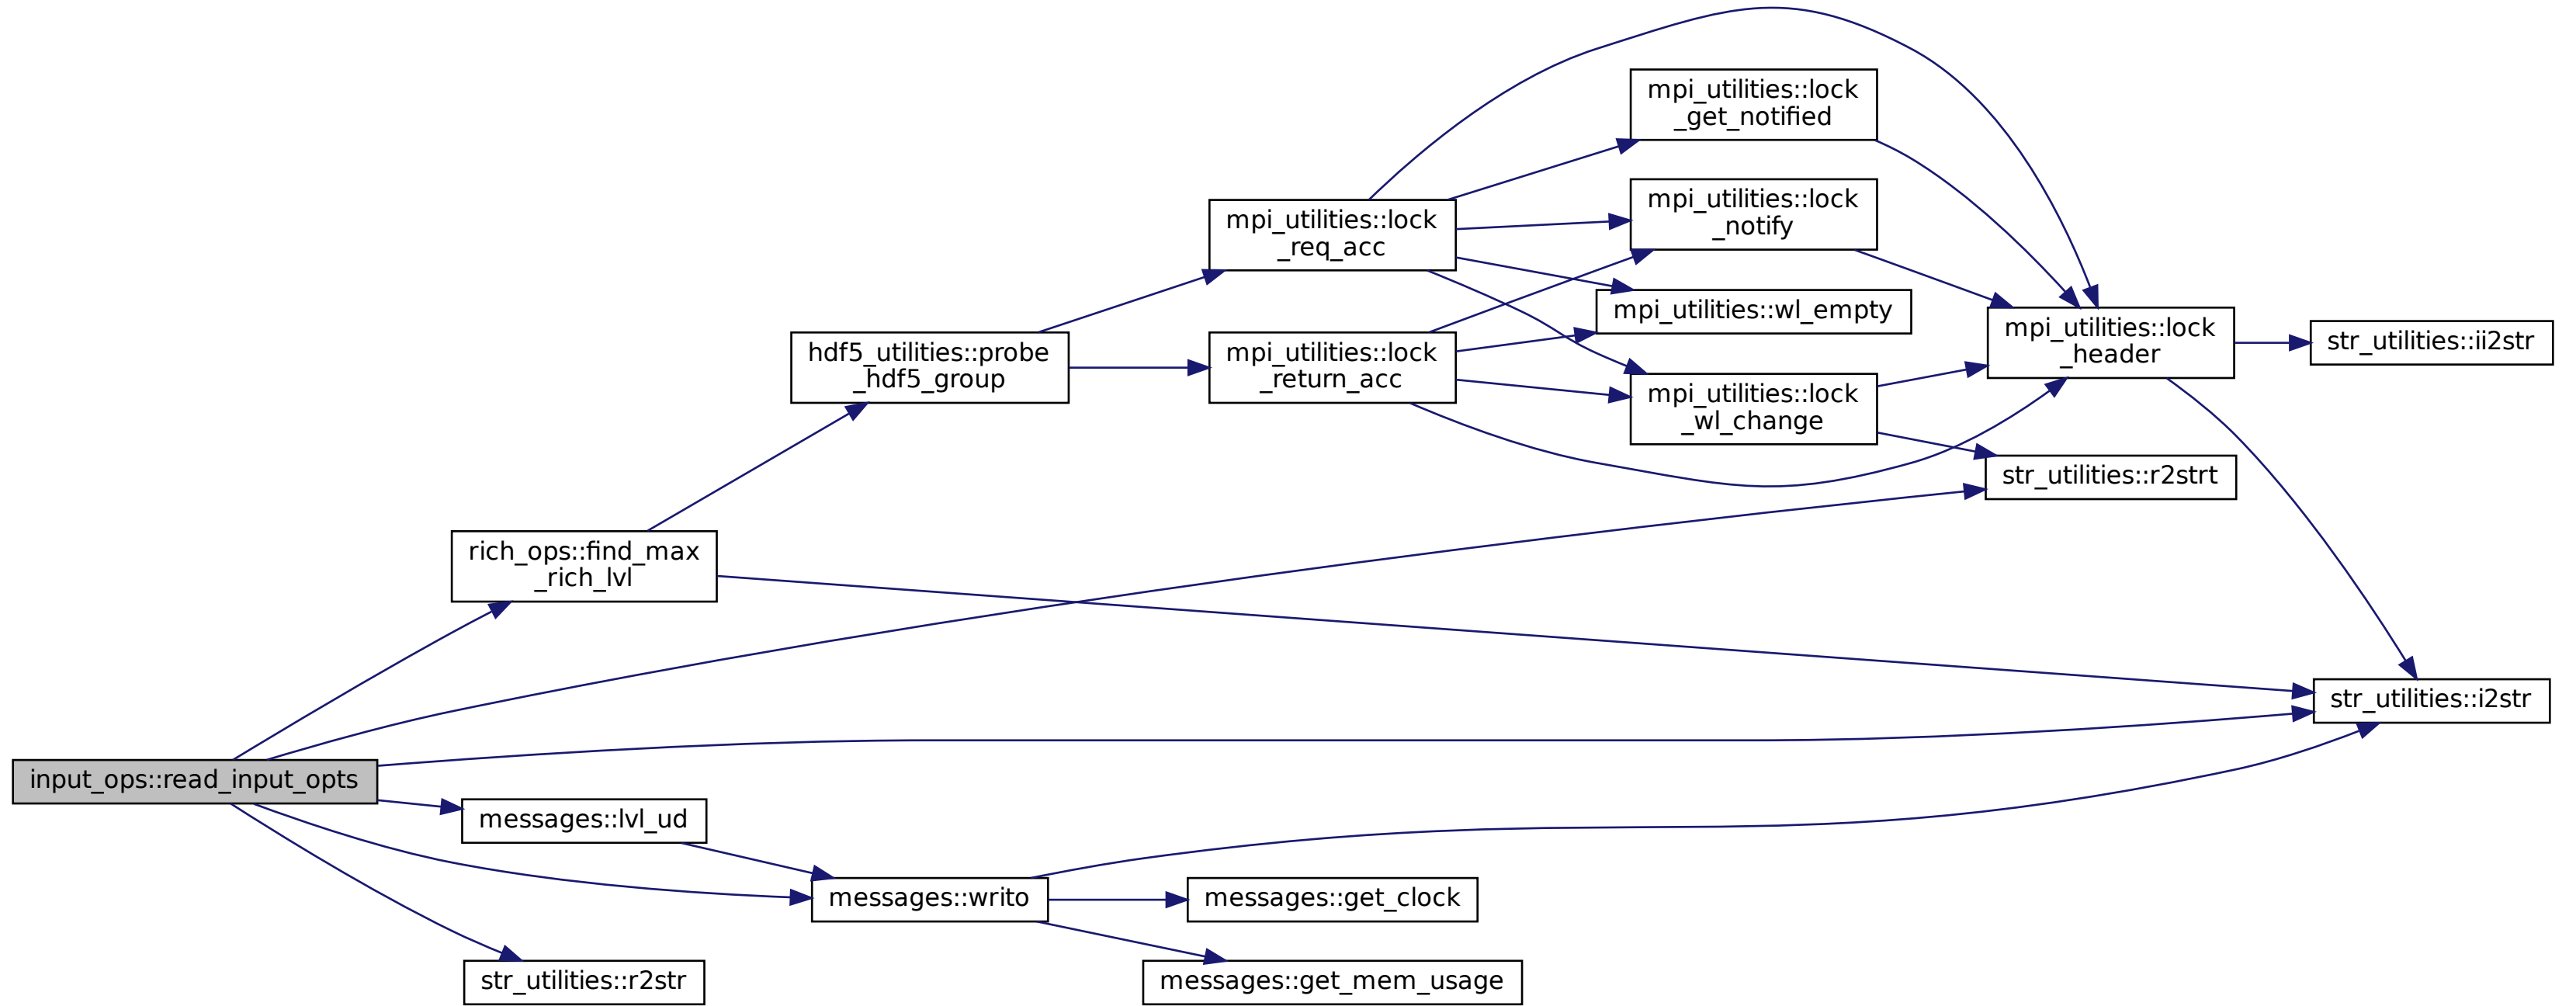 mpi_utilities::lock
_get_notified
mpi_utilities::lock
_notify
mpi_utilities::lock
_req_acc
mpi_utilities::wl_empty
mpi_utilities::lock
_header
str_utilities::ii2str
hdf5_utilities::probe
_hdf5_group
mpi_utilities::lock
_return_acc
mpi_utilities::lock
_wl_change
str_utilities::r2strt
rich_ops::find_max
_rich_lvl
str_utilities::i2str
input_ops::read_input_opts
messages::lvl_ud
messages::writo
messages::get_clock
str_utilities::r2str
messages::get_mem_usage